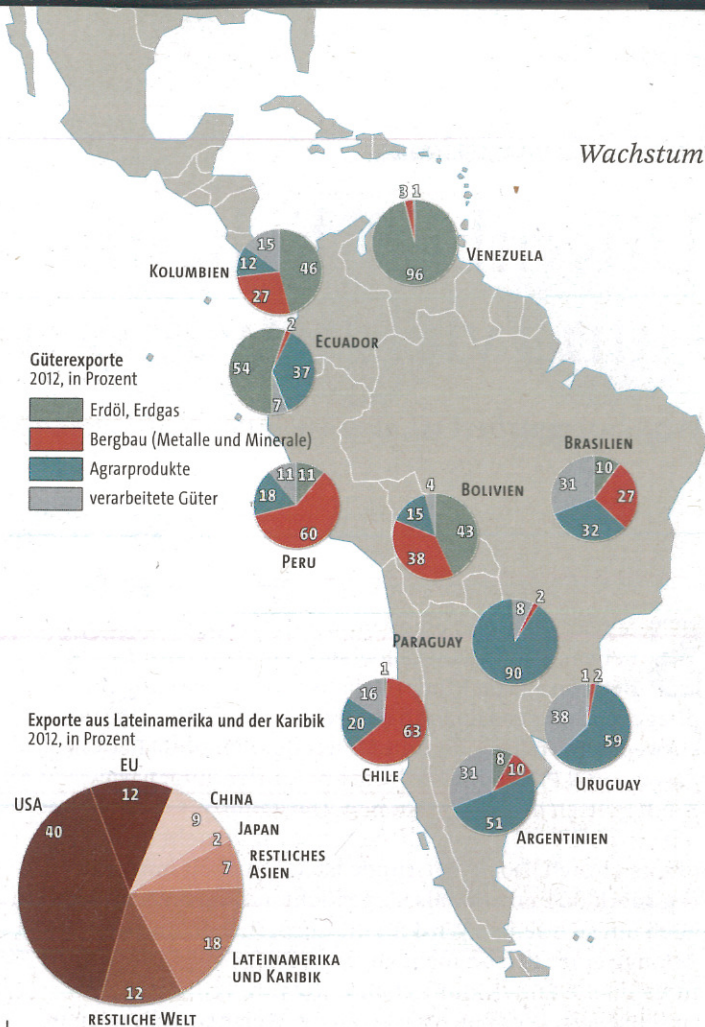 Wachstum
3 1
96
VENEZUELA
15
12
46
27
KOLUMBIEN
2
54
37
7
ECUADOR
Güterexporte
2012, in Prozent
Erdöl, Erdgas
Bergbau (Metalle und Minerale)
Agrarprodukte
verarbeitete Güter
11 11
18
60
PERU
4
15
43
38
BOLIVIEN
BRASILIEN
10
31
27
32
8 2
90
PARAGUAY
1
16
20
63
CHILE
1 2
38
59
URUGUAY
8
31
10
51
ARGENTINIEN
Exporte aus Lateinamerika und der Karibik
2012, in Prozent
EU
12
USA
40
CHINA
9
JAPAN
2
RESTLICHES
ASIEN
7
18
LATEINAMERIKA
UND KARIBIK
12
RESTLICHE WELT